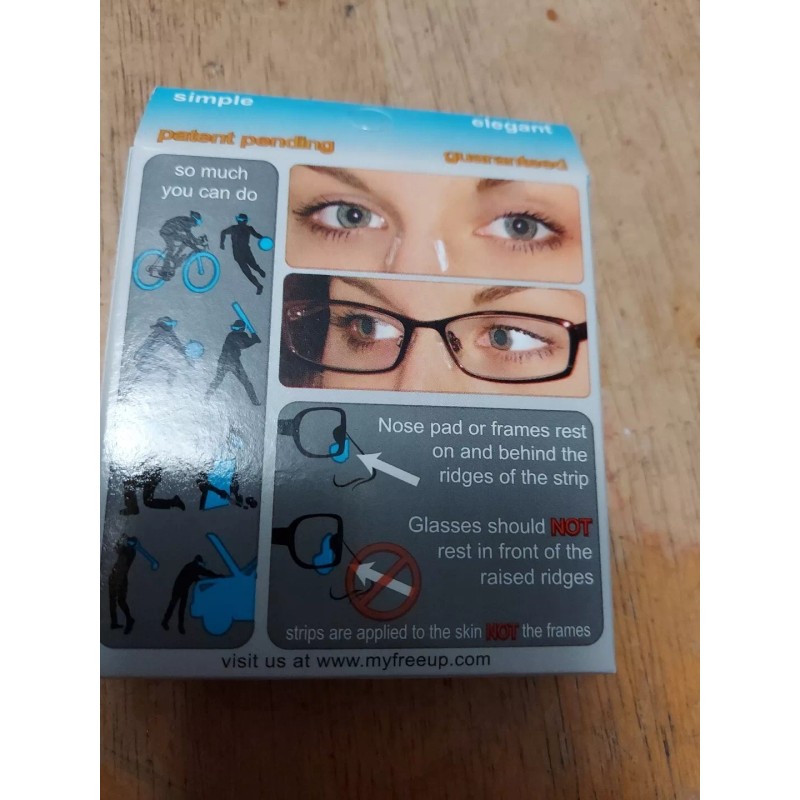 simple
elegant
patent pending
guaranteed
so much
you can do
Nose pad or frames rest
on and behind the
ridges of the strip
Glasses should NOT
rest in front of the
raised ridges
strips are applied to the skin NOT the frames
visit us at www.myfreeup.com